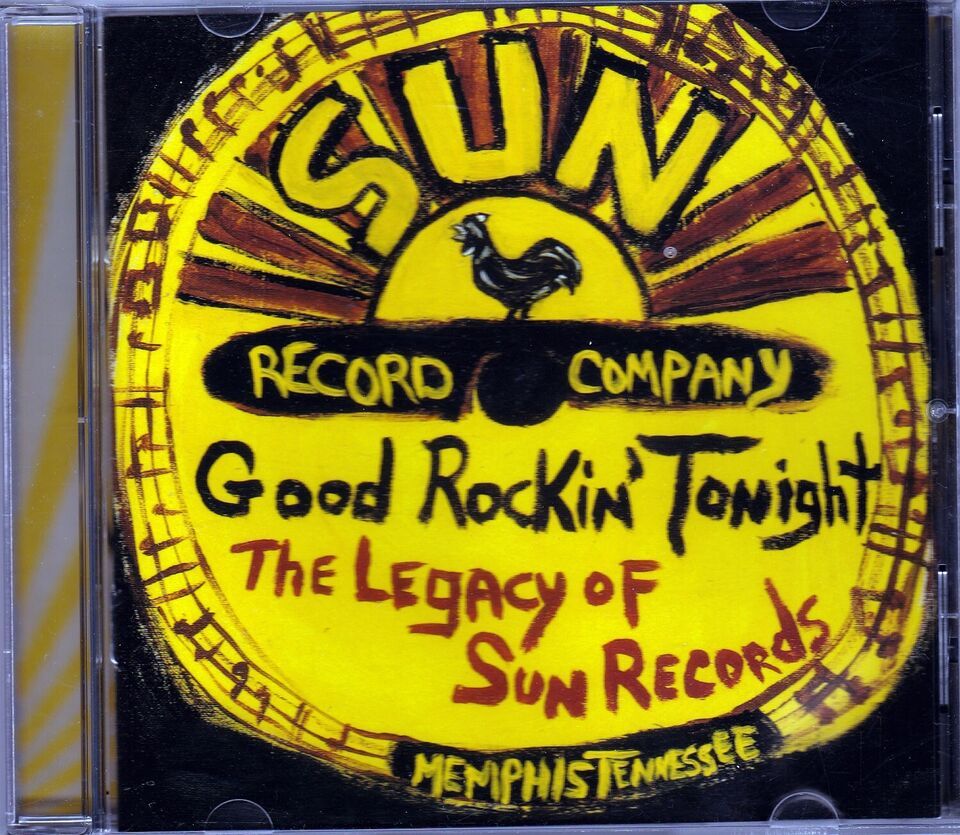 SUN
RECORD COMPANY
Good Rockin' Tonight
The Legacy of
Sun Records
MEMPHIS TENNESSEE